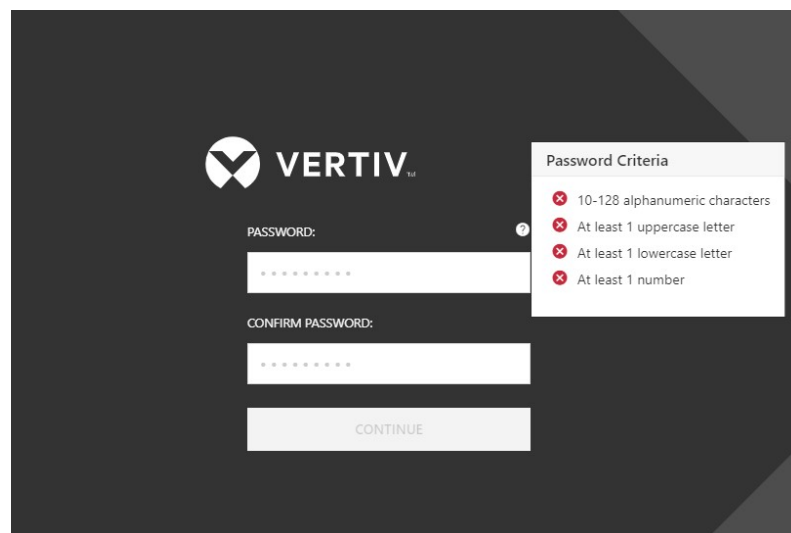 VERTIV
PASSWORD:
CONFIRM PASSWORD:
CONTINUE
Password Criteria
10-128 alphanumeric characters
At least 1 uppercase letter
At least 1 lowercase letter
At least 1 number